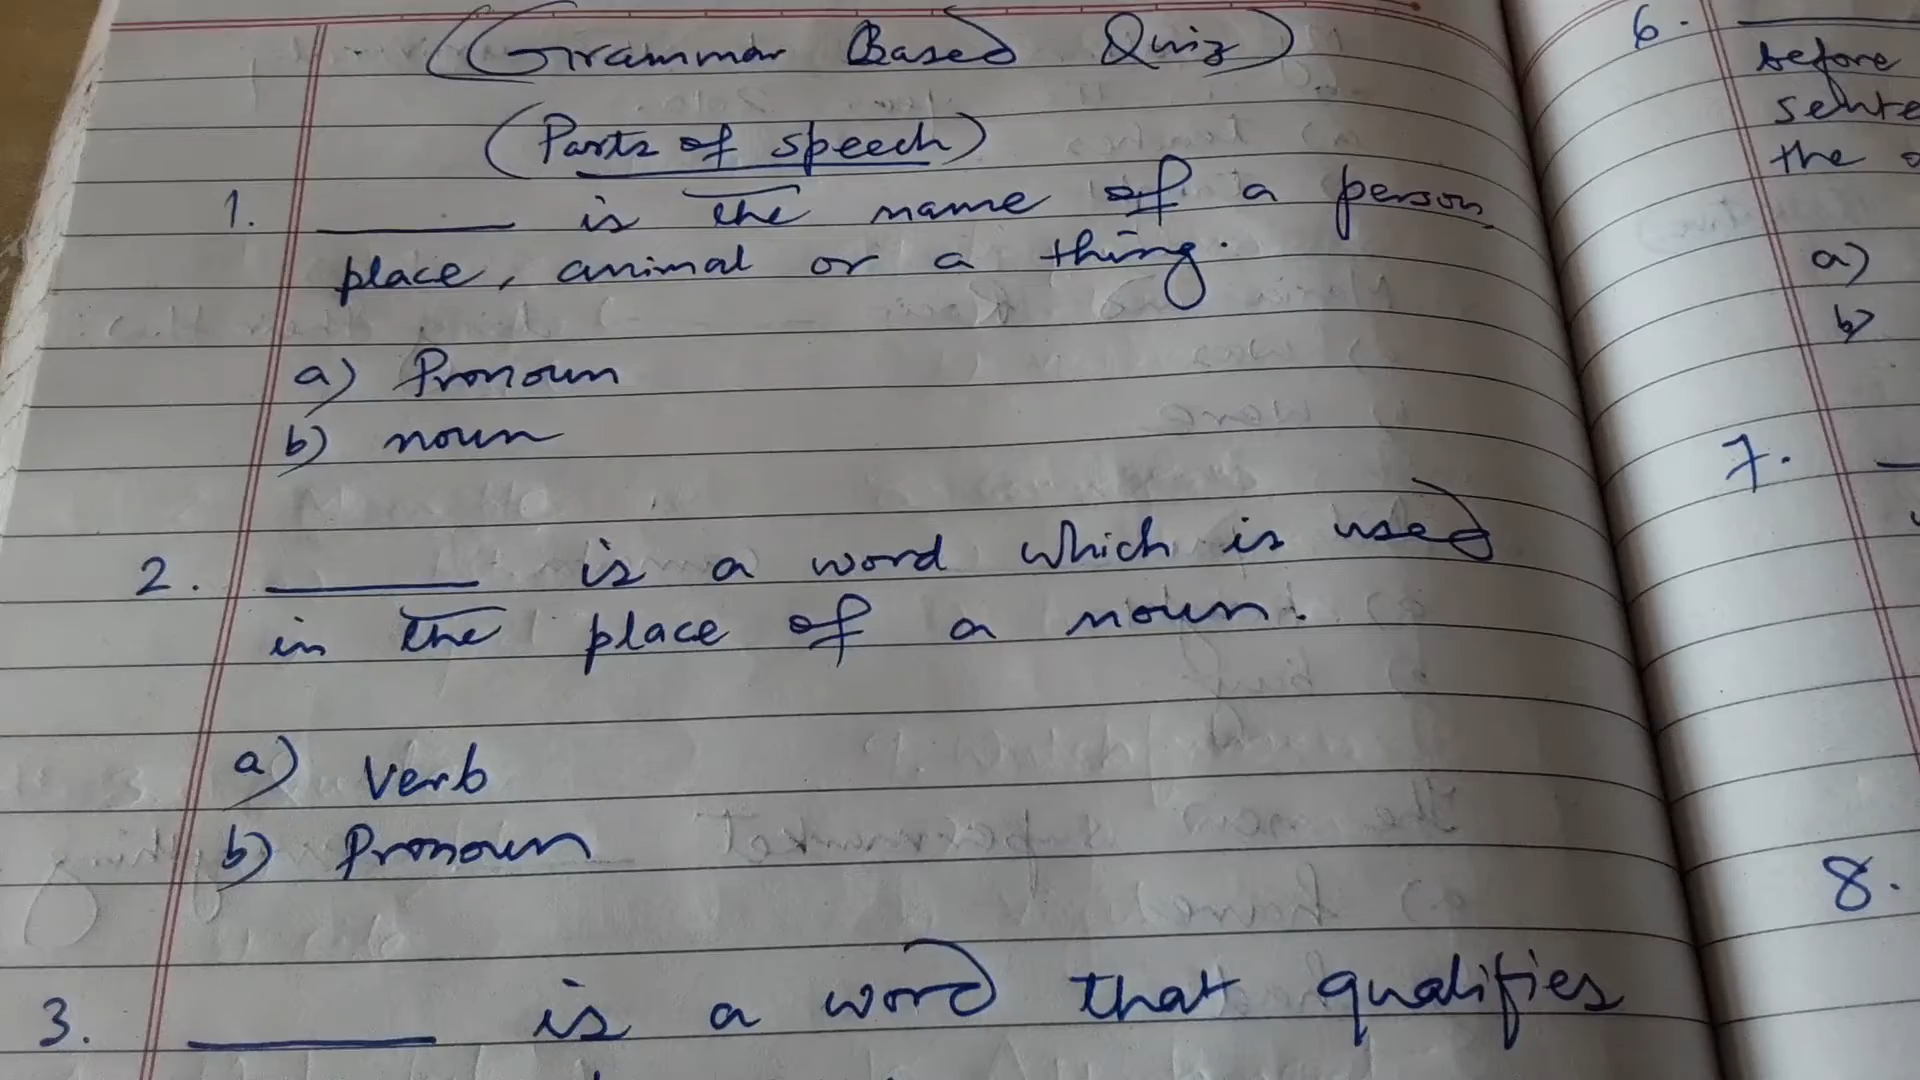 (Grammar Based Quiz)
(Parts of speech)
1. ______ is the name of a person,
place, animal or a thing.
a) Pronoun
b) noun
2. ______ is a word which is used
in the place of a noun.
a) Verb
b) Pronoun
3. ______ is a word that qualifies
6. ______
before
the
a)
b)
7.
8.